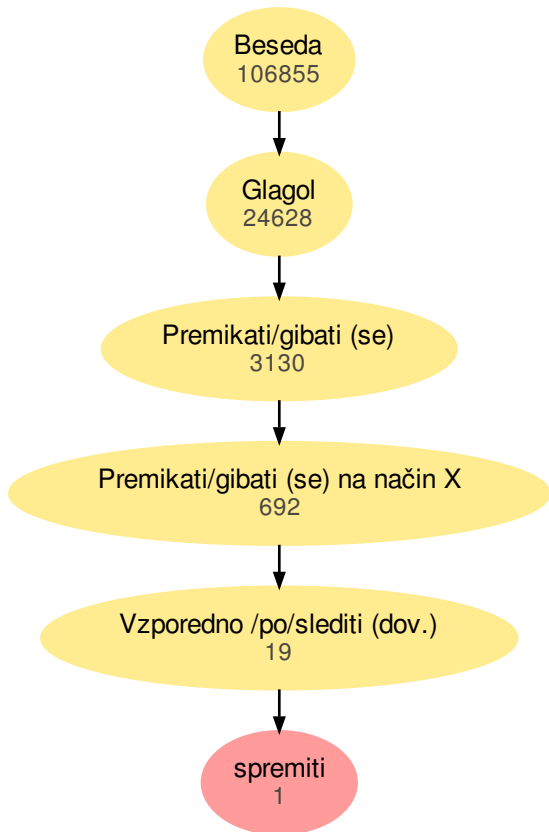 Beseda
106855
Glagol
24628
Premikati/gibati (se)
3130
Premikati/gibati (se) na način X
692
Vzporedno /po/slediti (dov.)
19
spremiti
1